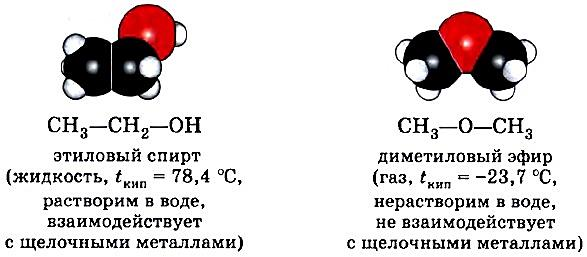 CH₃—CH₂—OH
этиловый спирт
(жидкость, tкип = 78,4 °C,
растворим в воде,
взаимодействует
с щелочными металлами)
CH₃—O—CH₃
диметиловый эфир
(газ, tкип = −23,7 °C,
нерастворим в воде,
не взаимодействует
с щелочными металлами)